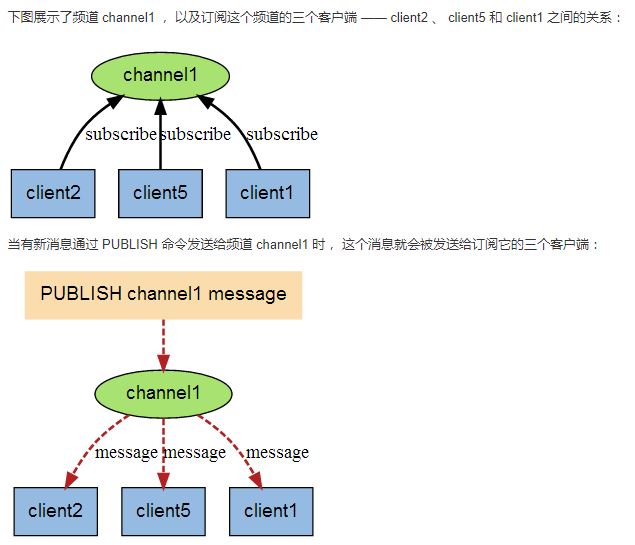 下图展示了频道 channel1 ， 以及订阅这个频道的三个客户端 —— client2 、 client5 和 client1 之间的关系：
channel1
subscribe subscribe subscribe
client2 client5 client1
当有新消息通过 PUBLISH 命令发送给频道 channel1 时， 这个消息就会被发送给订阅它的三个客户端：
PUBLISH channel1 message
channel1
message message message
client2 client5 client1